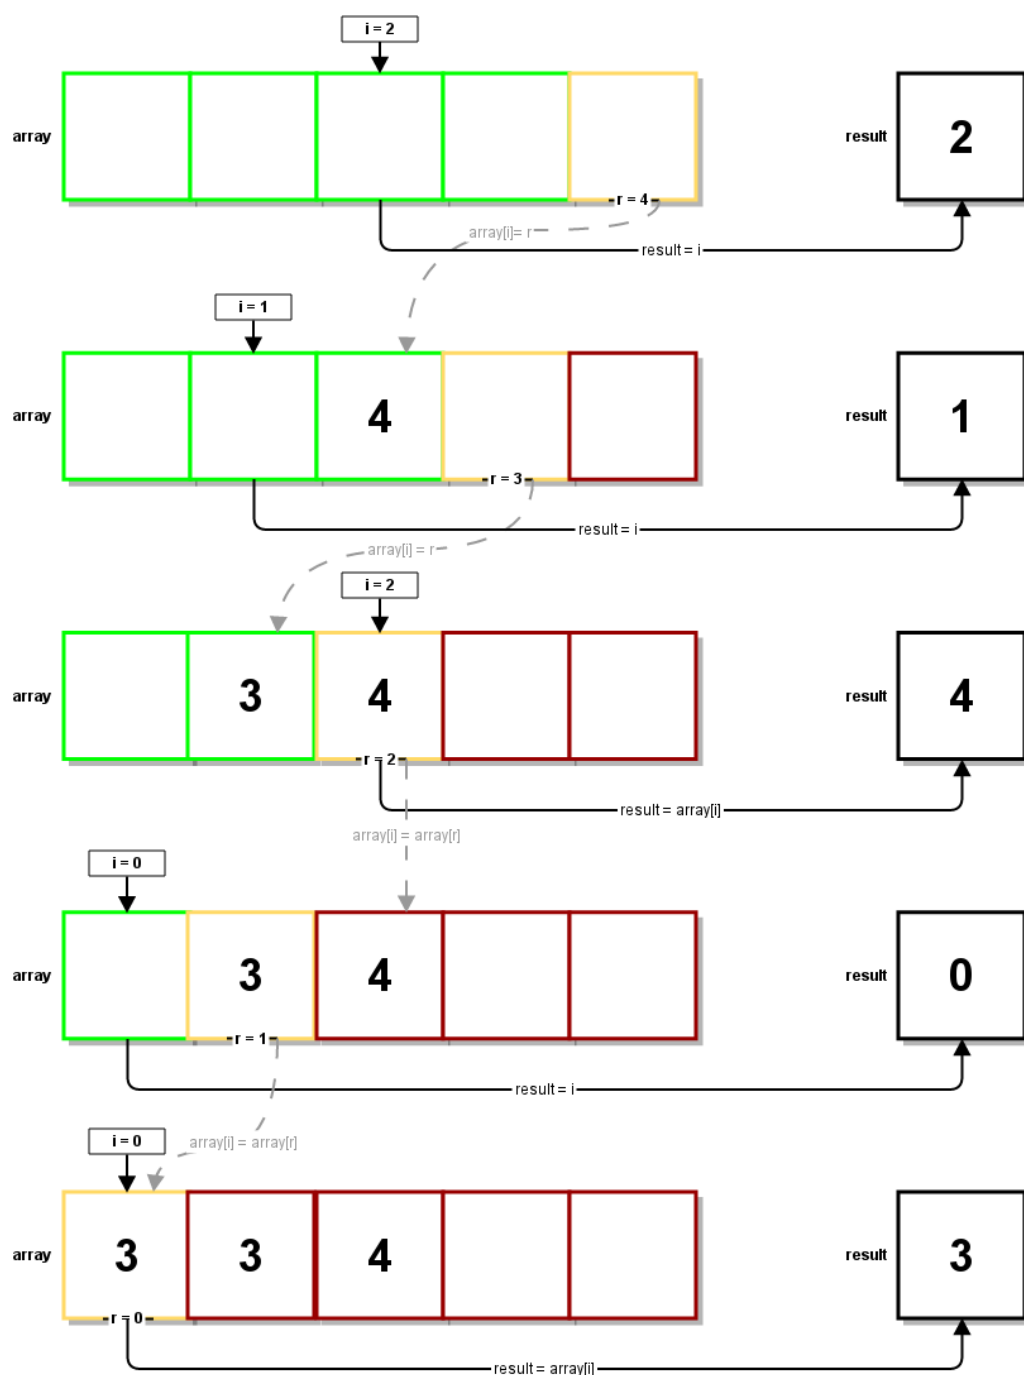 i = 2
array
result
2
r = 4
array[i]= r
result = i
i = 1
array
4
result
1
r = 3
result = i
array[i] = r
i = 2
array
3
4
result
4
r = 2
result = array[i]
array[i] = array[r]
i = 0
array
3
4
result
0
r = 1
result = i
i = 0
array[i] = array[r]
array
3
3
4
result
3
r = 0
result = array[i]